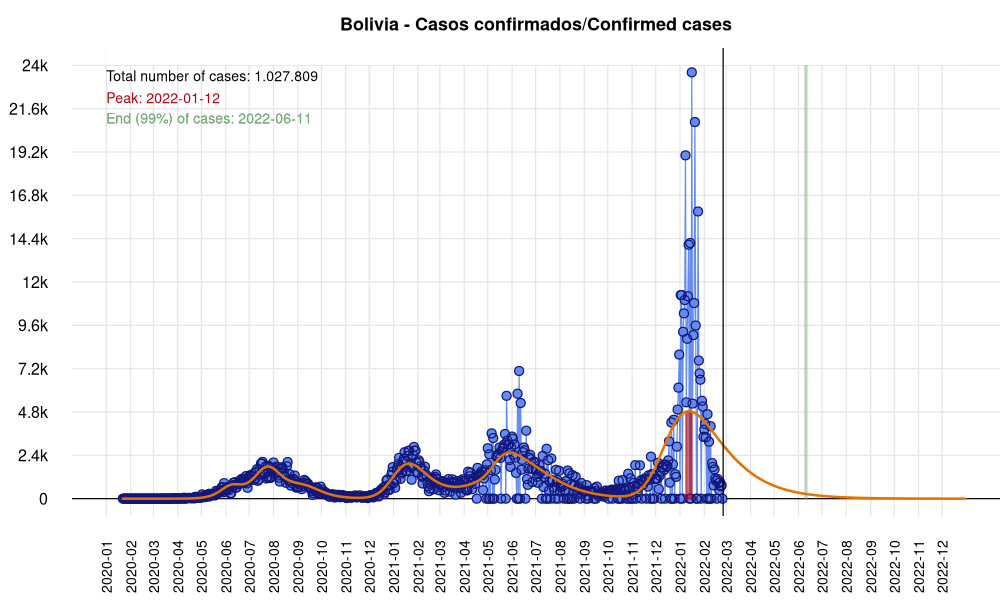 Bolivia - Casos confirmados/Confirmed cases
Total number of cases: 1.027.809
Peak: 2022-01-12
End (99%) of cases: 2022-06-11
24k
21.6k
19.2k
16.8k
14.4k
12k
9.6k
7.2k
4.8k
2.4k
0
2020-01
2020-02
2020-03
2020-04
2020-05
2020-06
2020-07
2020-08
2020-09
2020-10
2020-11
2020-12
2021-01
2021-02
2021-03
2021-04
2021-05
2021-06
2021-07
2021-08
2021-09
2021-10
2021-11
2021-12
2022-01
2022-02
2022-03
2022-04
2022-05
2022-06
2022-07
2022-08
2022-09
2022-10
2022-11
2022-12